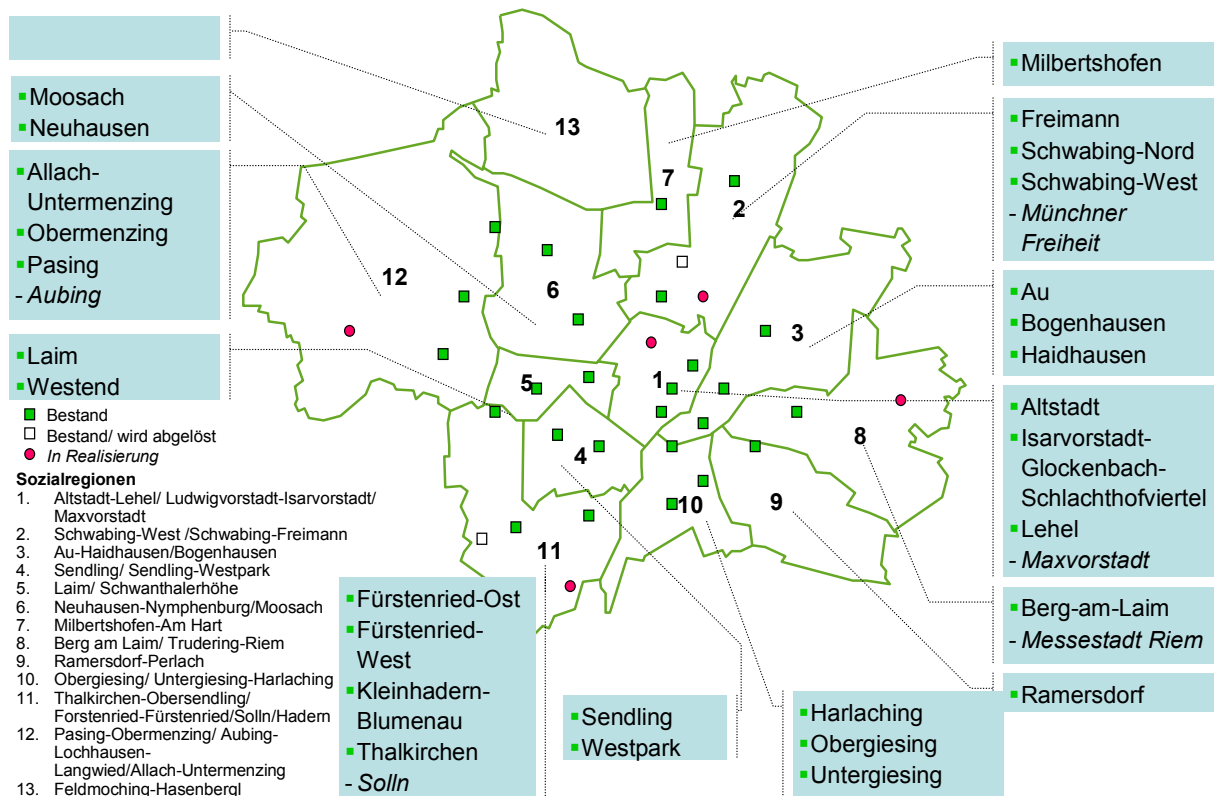 Moosach
Neuhausen
Allach-
Untermenzing
Obermenzing
Pasing
- Aubing
Laim
Westend
Bestand
Bestand/ wird abgelöst
In Realisierung
Sozialregionen
1. Altstadt-Lehel/ Ludwigvorstadt-Isarvorstadt/
Maxvorstadt
2. Schwabing-West /Schwabing-Freimann
3. Au-Haidhausen/Bogenhausen
4. Sendling/ Sendling-Westpark
5. Laim/ Schwanthalerhöhe
6. Neuhausen-Nymphenburg/Moosach
7. Milbertshofen-Am Hart
8. Berg am Laim/ Trudering-Riem
9. Ramersdorf-Perlach
10. Obergiesing/ Untergiesing-Harlaching
11. Thalkirchen-Obersendling/
Forstenried-Fürstenried/Solln/Hadern
12. Pasing-Obermenzing/ Aubing-
Lochhausen-
Langwied/Allach-Untermenzing
13. Feldmoching-Hasenbergl
13
7
2
12
6
3
5
1
4
8
10
9
11
Fürstenried-Ost
Fürstenried-
West
Kleinhadern-
Blumenau
Thalkirchen
- Solln
Sendling
Westpark
Harlaching
Obergiesing
Untergiesing
Milbertshofen
Freimann
Schwabing-Nord
Schwabing-West
- Münchner
Freiheit
Au
Bogenhausen
Haidhausen
Altstadt
Isarvorstadt-
Glockenbach-
Schlachthofviertel
Lehel
- Maxvorstadt
Berg-am-Laim
- Messestadt Riem
Ramersdorf